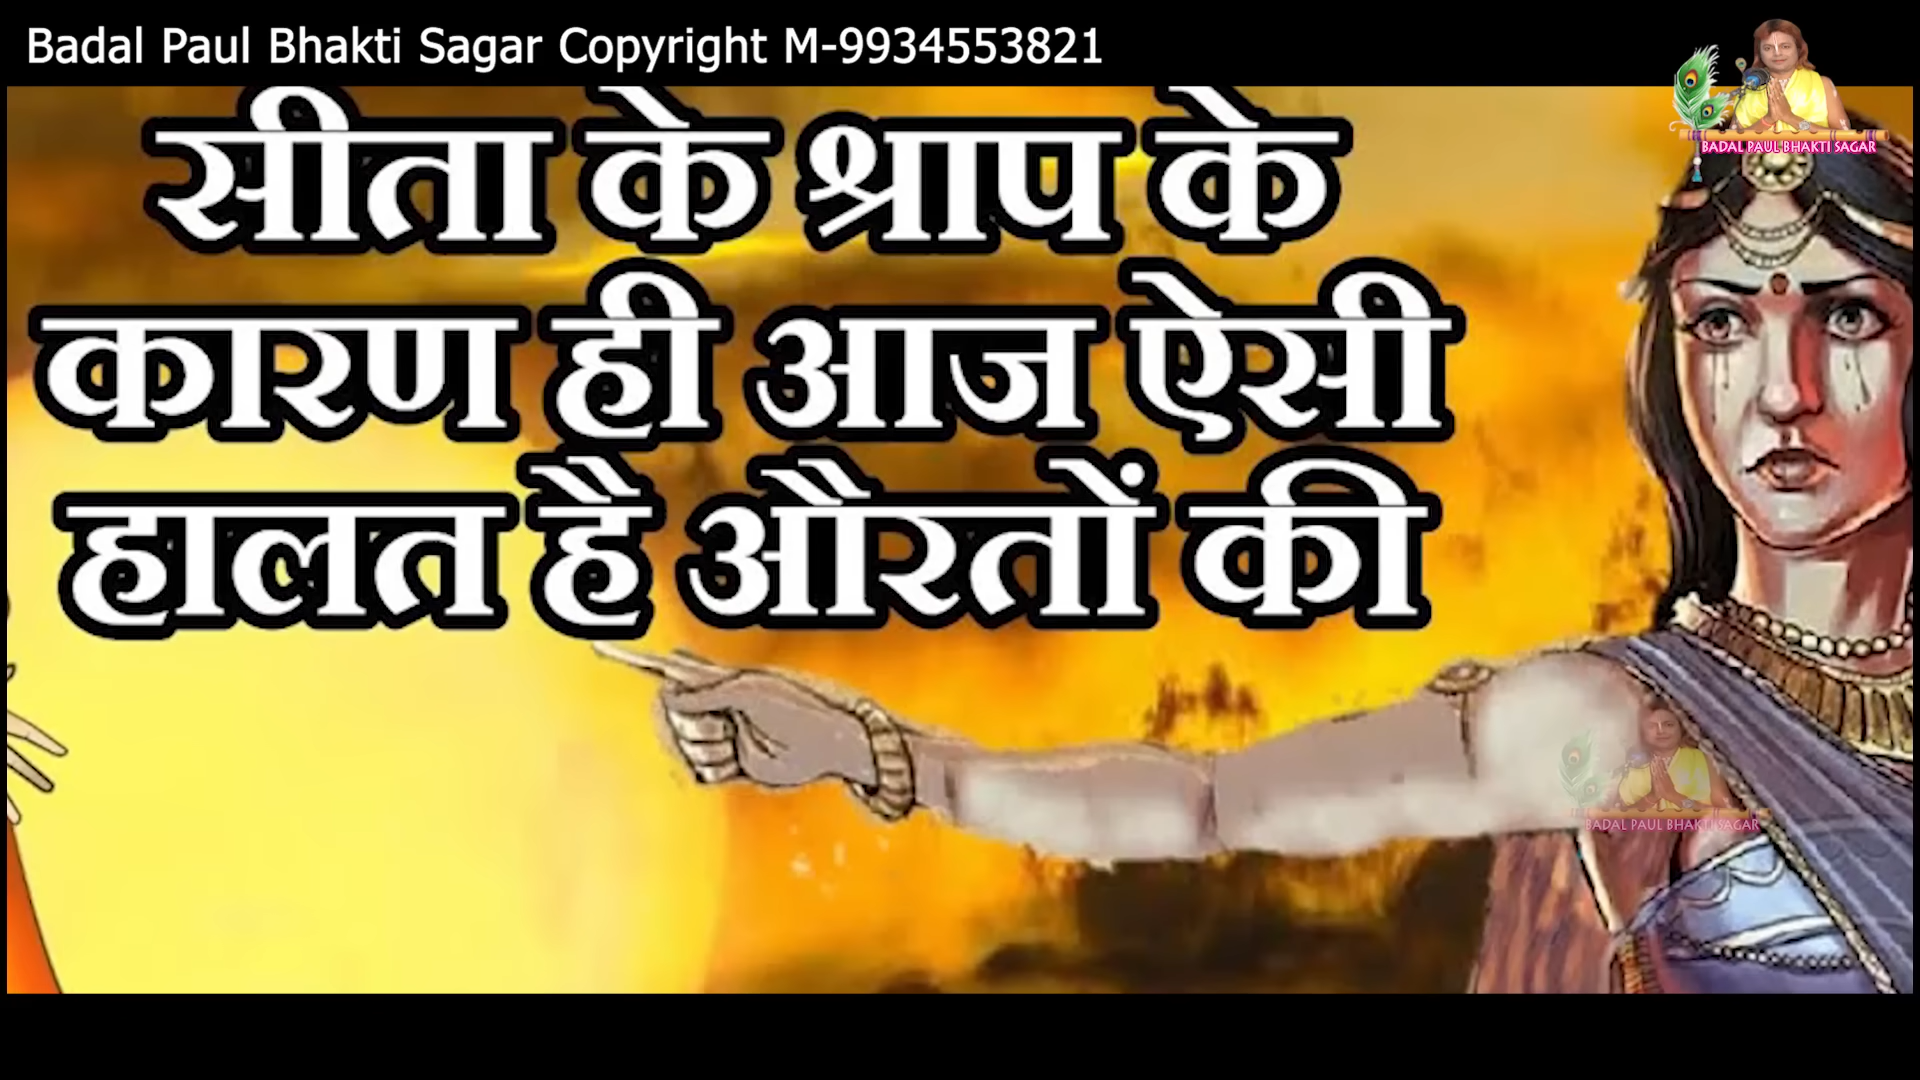 Badal Paul Bhakti Sagar Copyright M-9934553821
BADAL PAUL BHAKTI SAGAR
सीता के श्राप के
कारण ही आज ऐसी
हालत है औरतों की
BADAL PAUL BHAKTI SAGAR